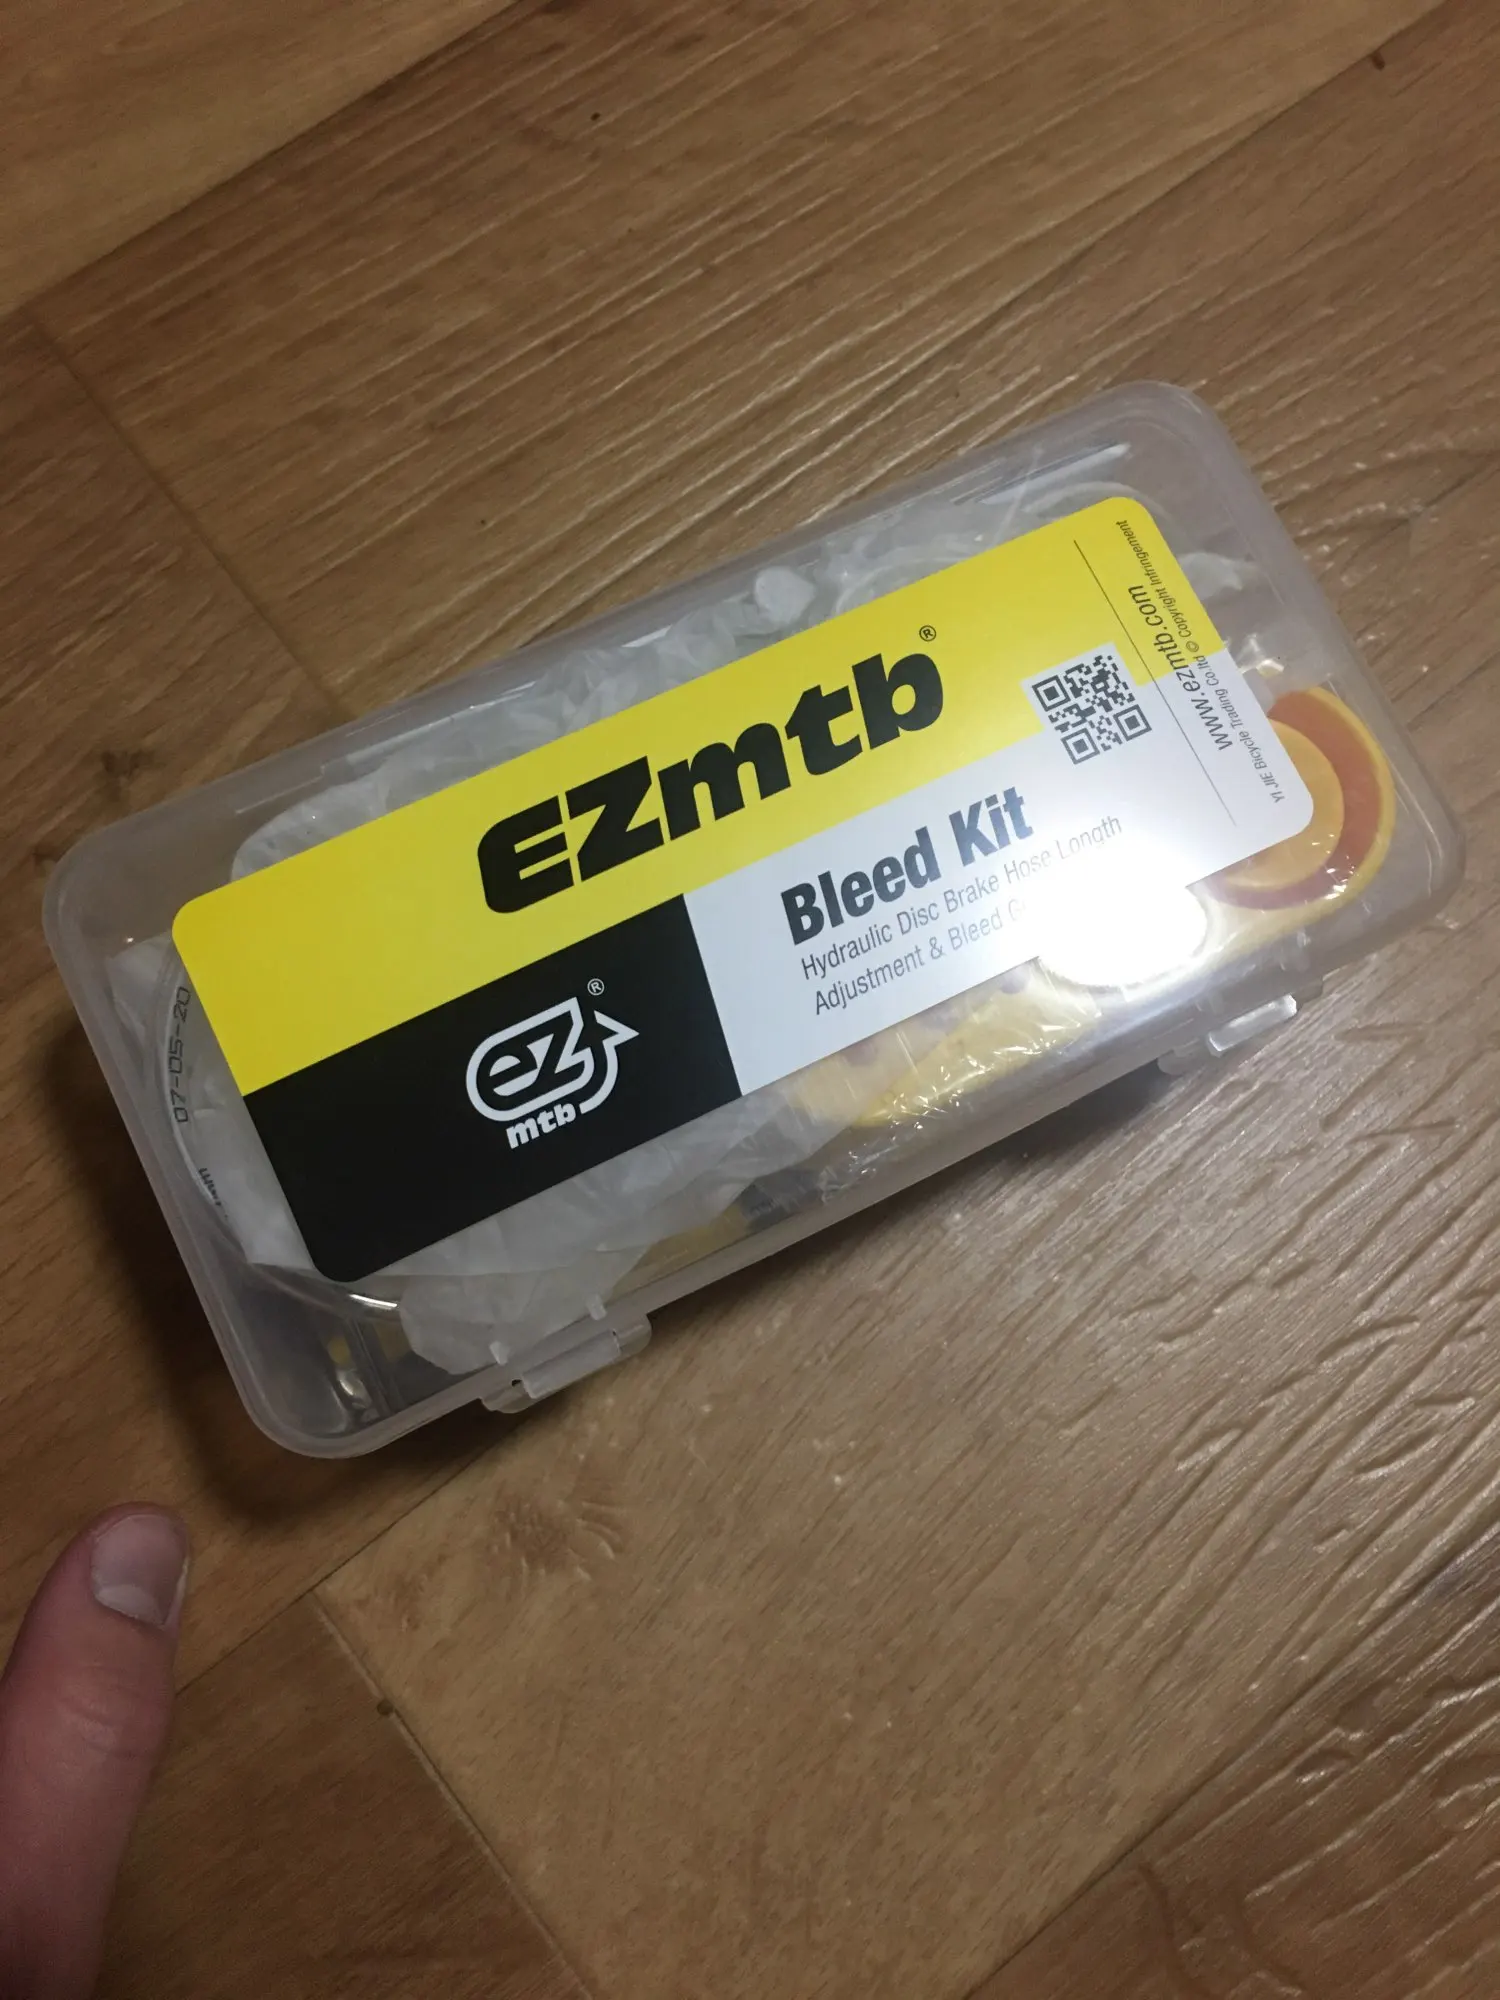 EZmtb®
Bleed Kit
Hydraulic Disc Brake Hose Length
Adjustment & Bleed
ez®
mtb
www.ezmtb.com
YI JIE Bicycle Trading Co.ltd © Copyright Infringement
07-05-20